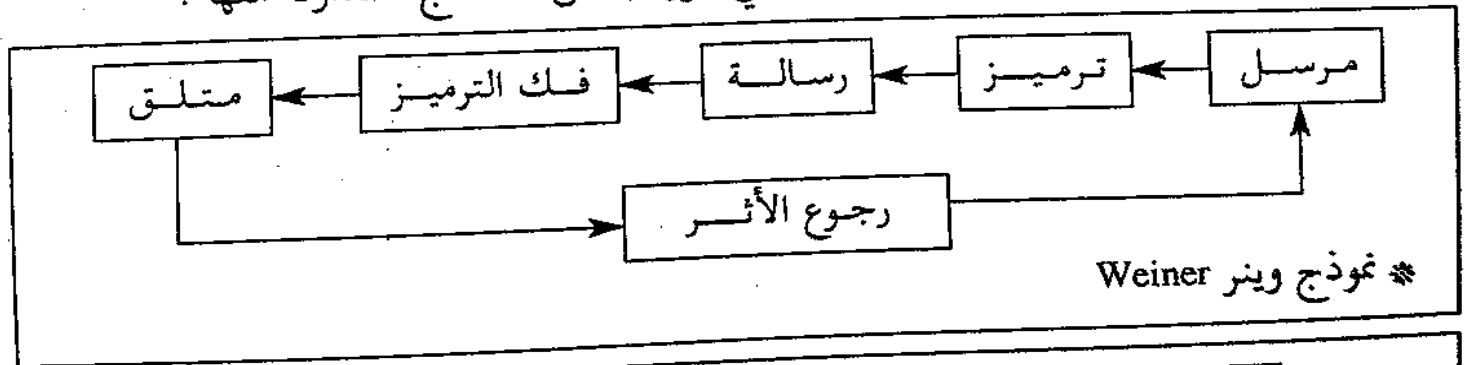 مرسل ترميز رسالة فك الترميز متلق
رجوع الأثر
* نموذج وينر Weiner